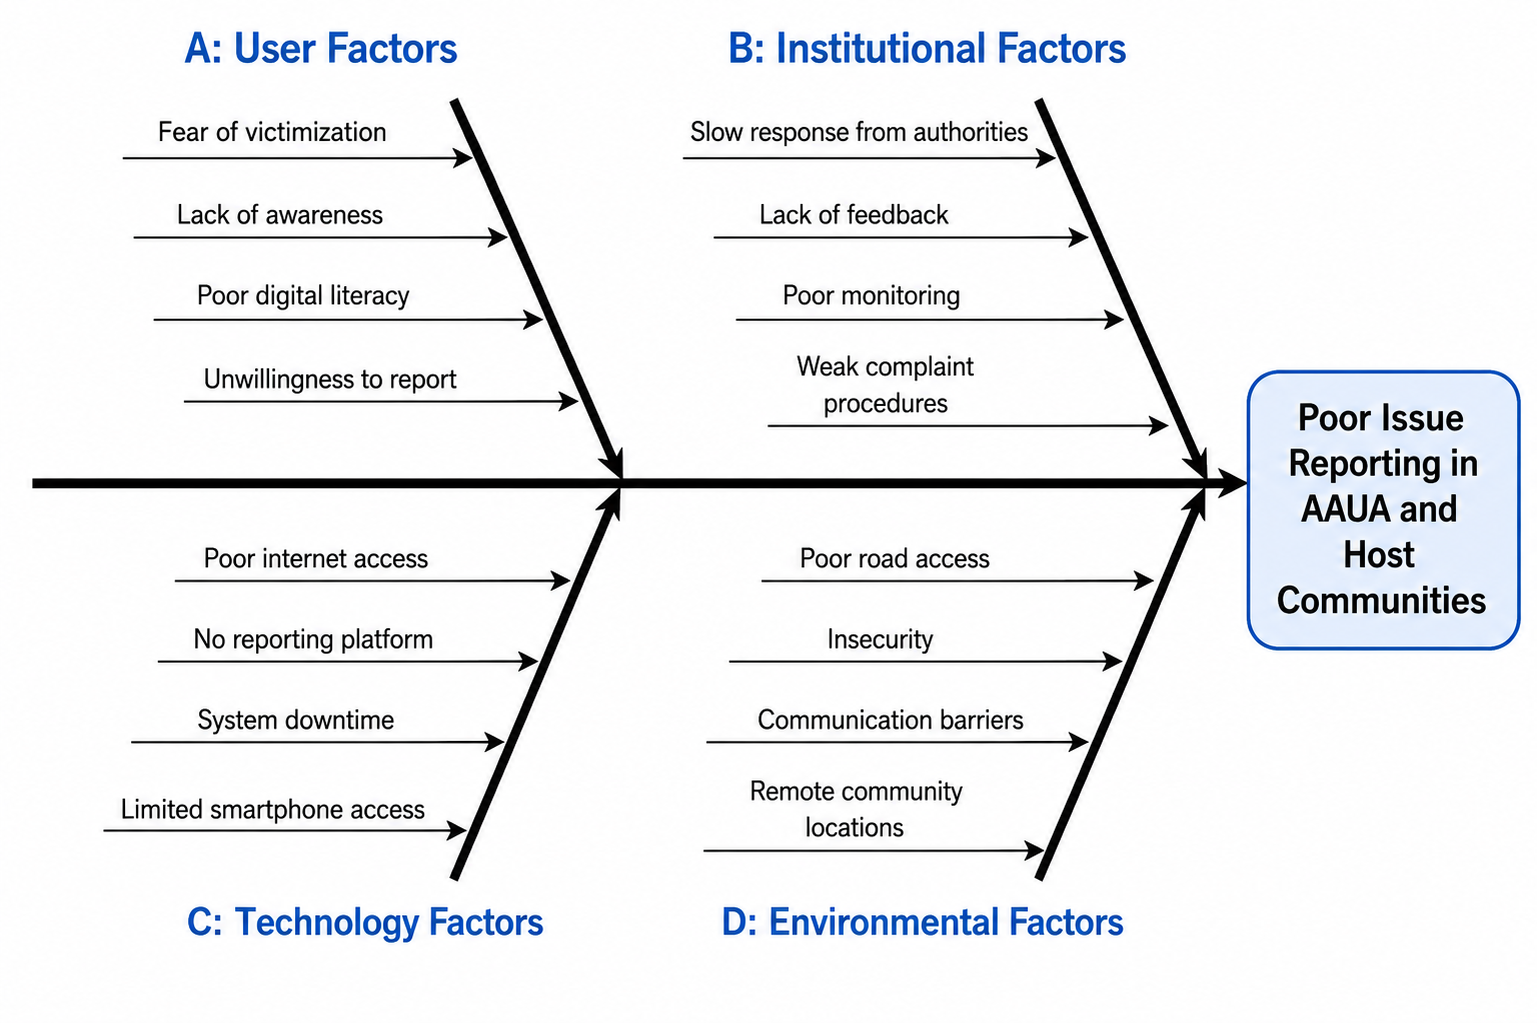 A: User Factors
Fear of victimization
Lack of awareness
Poor digital literacy
Unwillingness to report
B: Institutional Factors
Slow response from authorities
Lack of feedback
Poor monitoring
Weak complaint
procedures
Poor internet access
No reporting platform
System downtime
Limited smartphone access
C: Technology Factors
Poor road access
Insecurity
Communication barriers
Remote community
locations
D: Environmental Factors
Poor Issue
Reporting in
AAUA and
Host
Communities